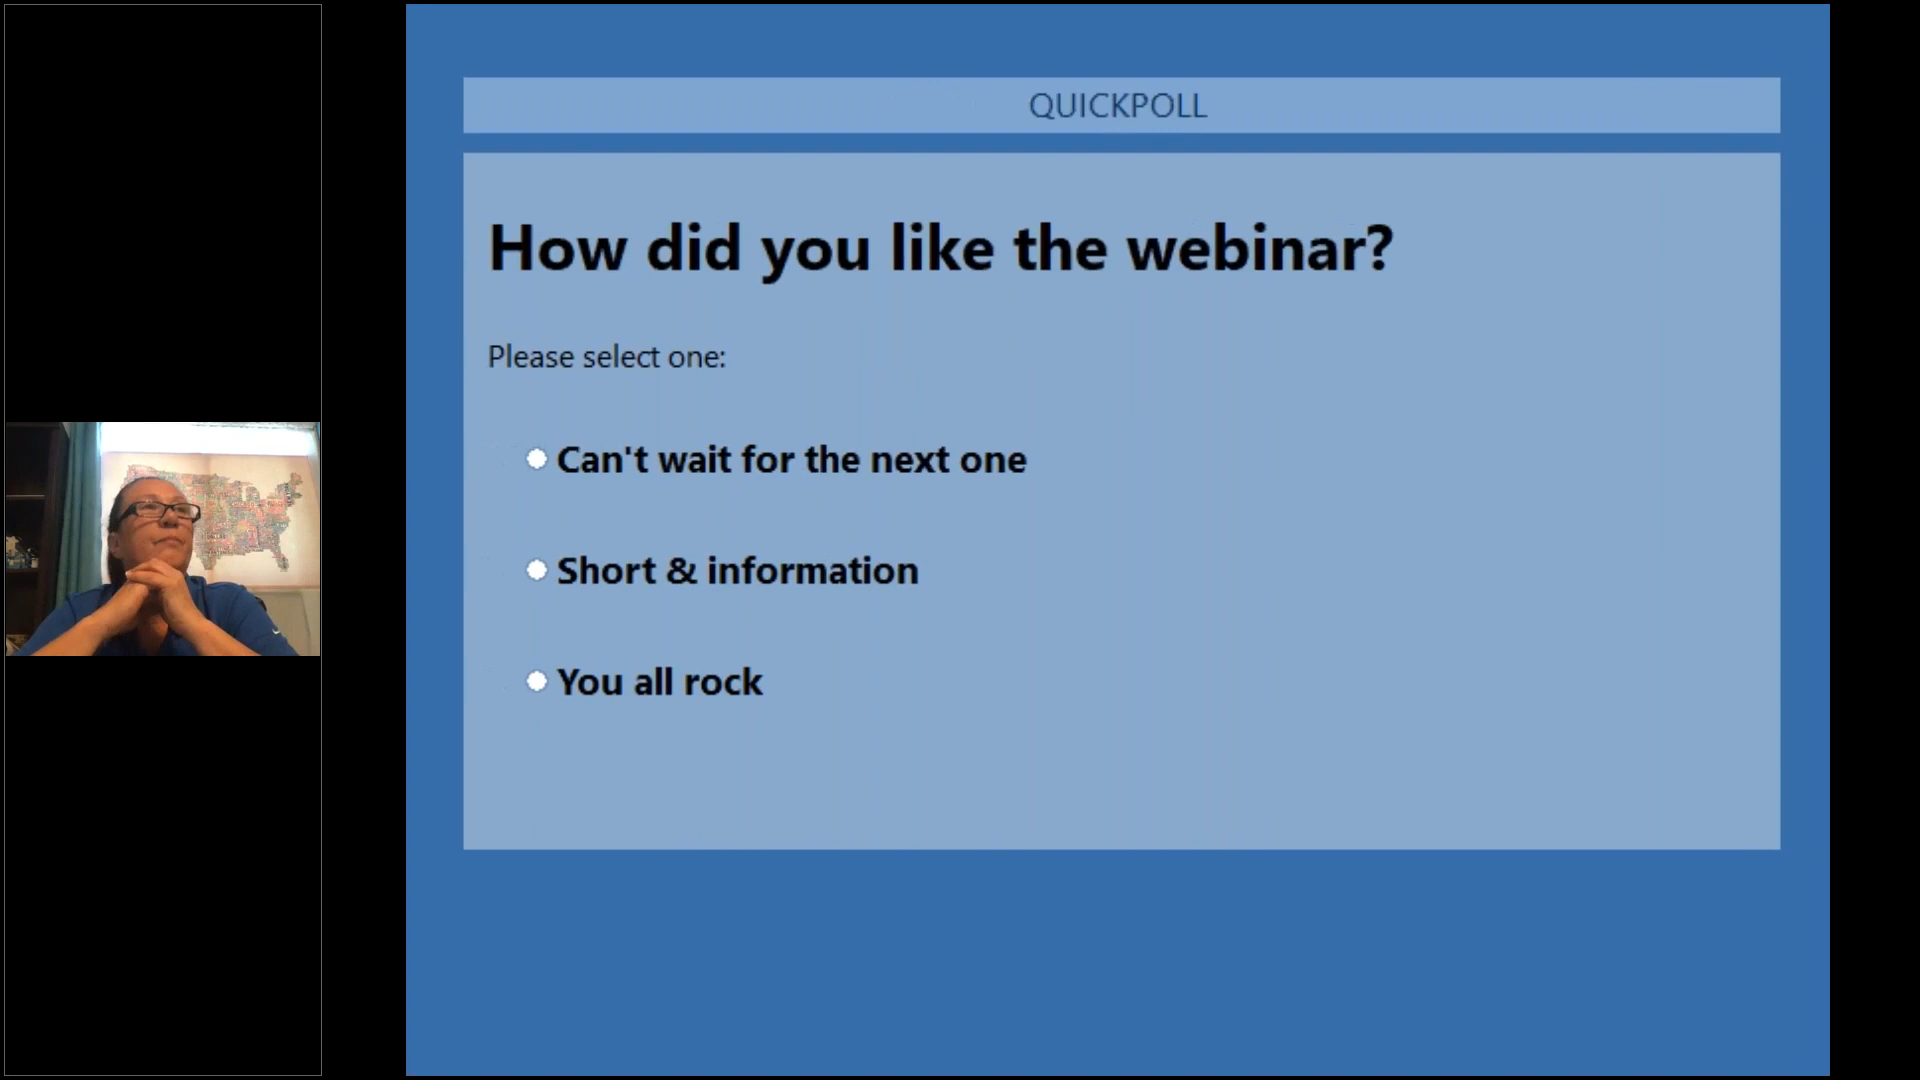 QUICKPOLL
How did you like the webinar?
Please select one:
Can't wait for the next one
Short & information
You all rock